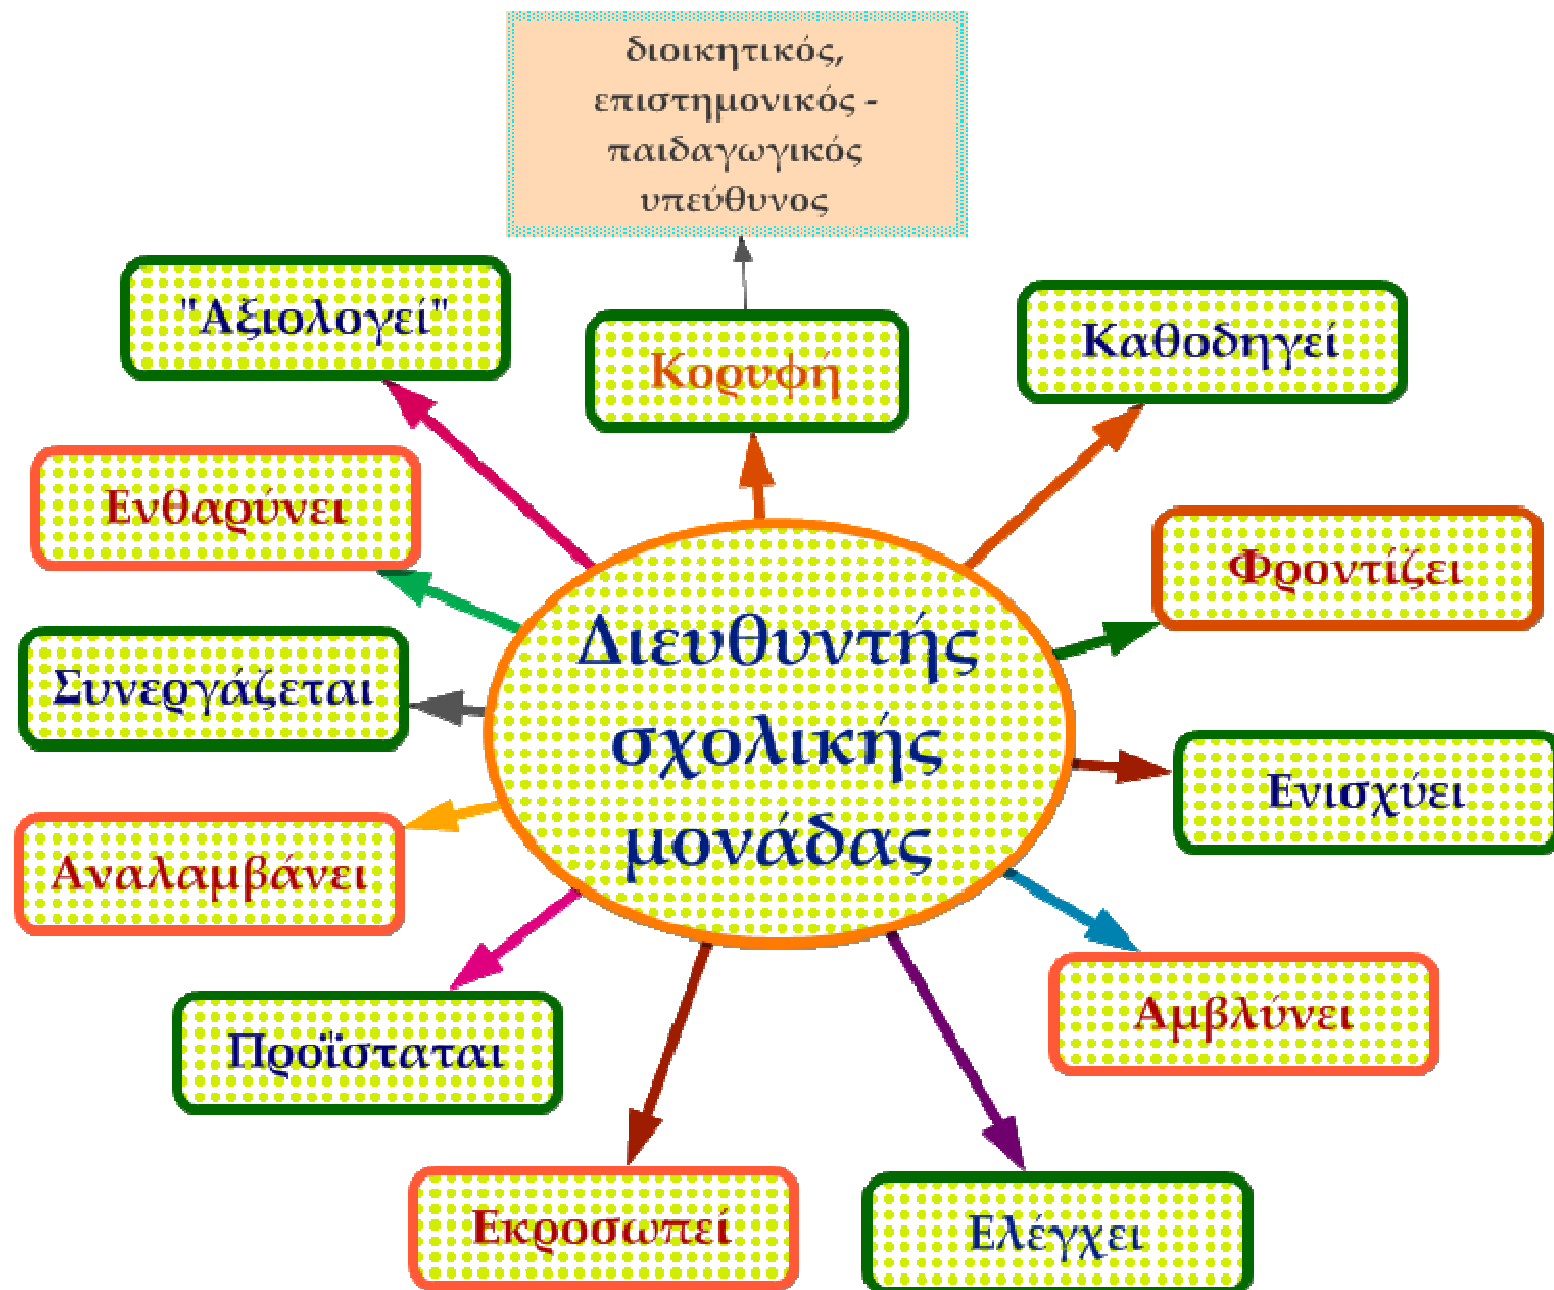 διοικητικός,
επιστημονικός -
παιδαγωγικός
υπεύθυνος
"Αξιολογεί"
Κορυφή
Καθοδηγεί
Ενθαρύνει
Φροντίζει
Διευθυντής
σχολικής
μονάδας
Συνεργάζεται
Ενισχύει
Αναλαμβάνει
Αμβλύνει
Προΐσταται
Εκροσωπεί
Ελέγχει